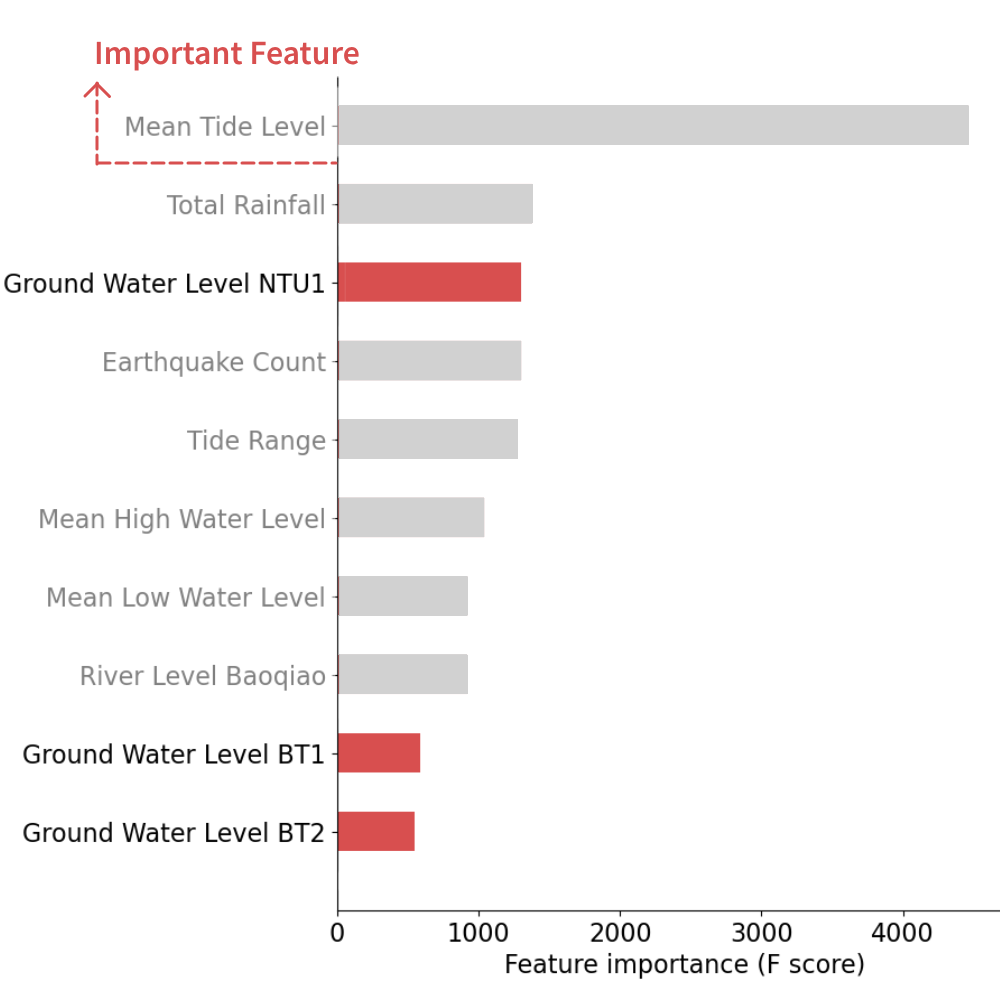 Important Feature
Mean Tide Level
Total Rainfall
Ground Water Level NTU1
Earthquake Count
Tide Range
Mean High Water Level
Mean Low Water Level
River Level Baoqiao
Ground Water Level BT1
Ground Water Level BT2
0 1000 2000 3000 4000
Feature importance (F score)